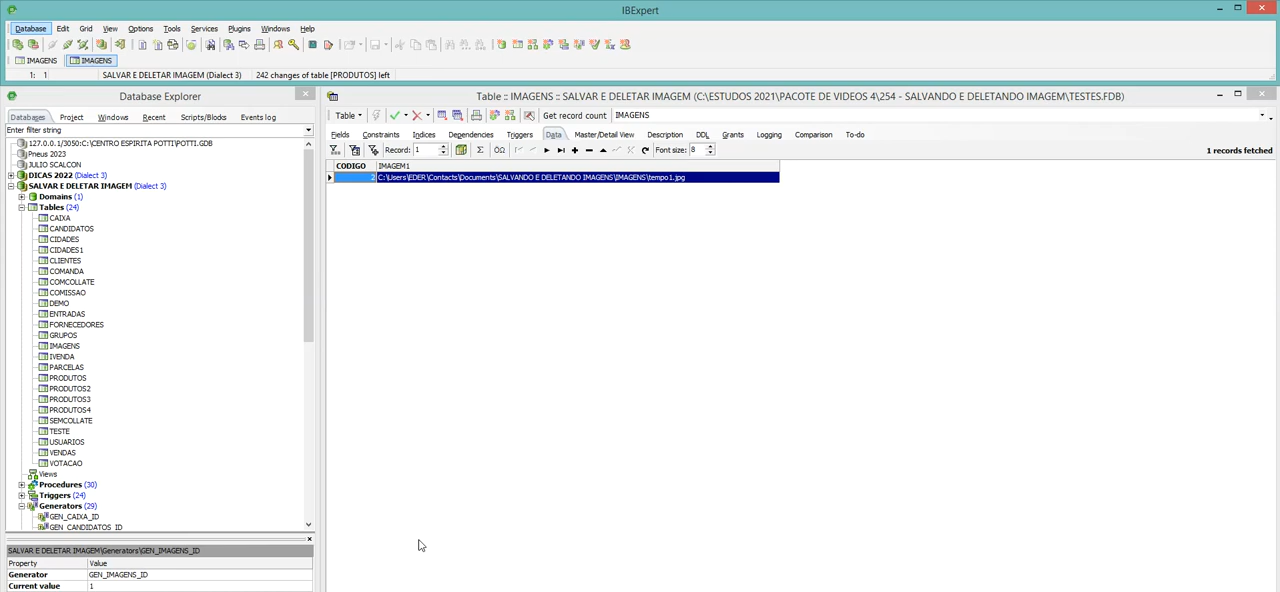 IBExpert
Database Edit Grid View Options Tools Services Plugins Windows Help
IMAGENS IMAGENS
1: 1 SALVAR E DELETAR IMAGEM (Dialect 3) 242 changes of table [PRODUTOS] left
Database Explorer
Databases Project Windows Recent Scripts/Blocks Events log
Enter filter string
127.0.0.1/3050:C:\CENTRO ESPIRITA POTTI\POTTI.GDB
Pneus 2023
JULIO SCALCON
DICAS 2022 (Dialect 3)
SALVAR E DELETAR IMAGEM (Dialect 3)
Domains (1)
Tables (24)
CAIXA
CANDIDATOS
CIDADES
CIDADES1
CLIENTES
COMANDA
COMCOLLATE
COMISSAO
DEMO
ENTRADAS
FORNECEDORES
GRUPOS
IMAGENS
IVENDA
PARCELAS
PRODUTOS
PRODUTOS2
PRODUTOS3
PRODUTOS4
SEMCOLLATE
TESTE
USUARIOS
VENDAS
VOTACAO
Views
Procedures (30)
Triggers (24)
Generators (29)
GEN_CAIXA_ID
GEN_CANDIDATOS_ID
SALVAR E DELETAR IMAGEM\Generators\GEN_IMAGENS_ID
Property Value
Generator GEN_IMAGENS_ID
Current value 1
Table :: IMAGENS :: SALVAR E DELETAR IMAGEM (C:\ESTUDOS 2021\PACOTE DE VIDEOS 4\254 - SALVANDO E DELETANDO IMAGEM\TESTES.FDB)
Table Get record count IMAGENS
Fields Constraints Indices Dependencies Triggers Data Master/Detail View Description DDL Grants Logging Comparison To-do
Record: 1 Σ ΟΩ Font size: 8 1 records fetched
CODIGO IMAGEM1
2 C:\Users\EDER\Contacts\Documents\SALVANDO E DELETANDO IMAGENS\IMAGENS\tempo1.jpg